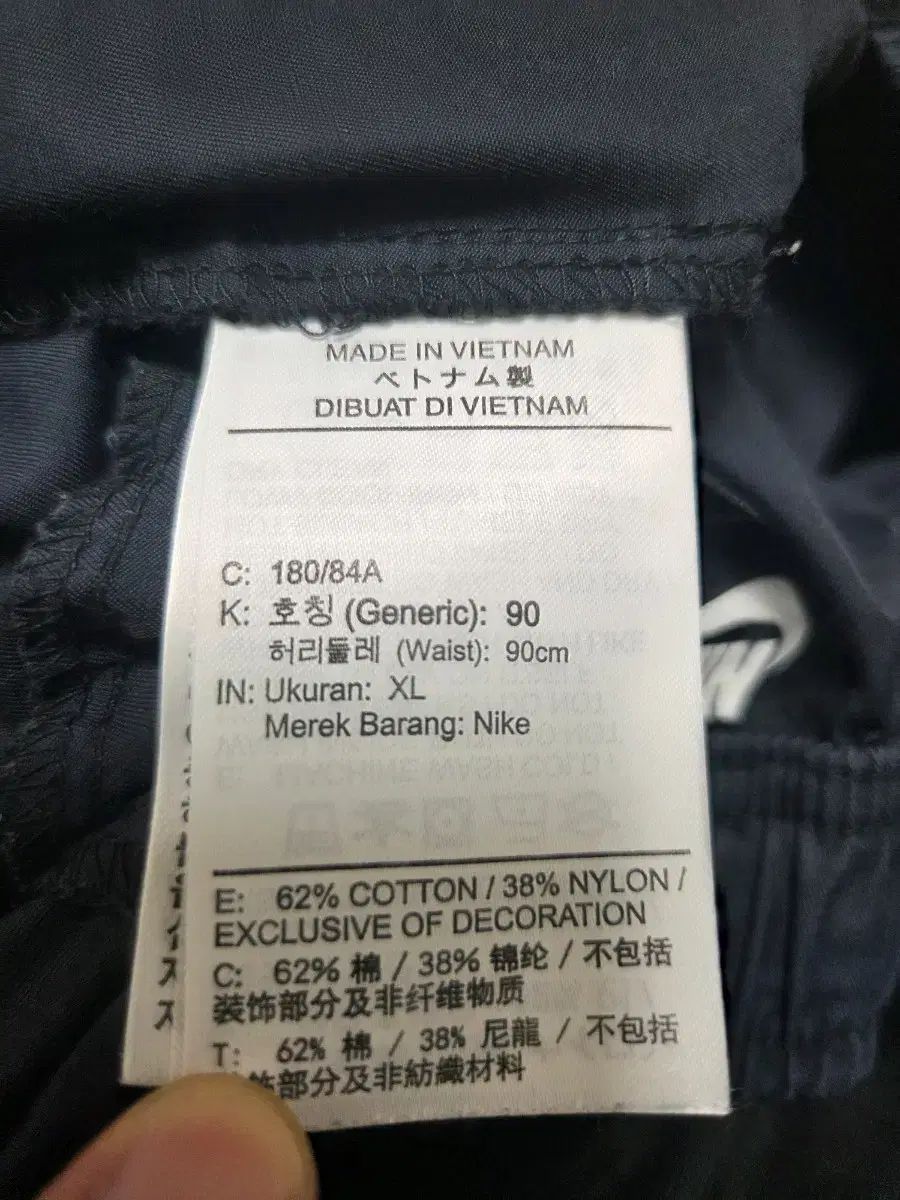 MADE IN VIETNAM
ベトナム製
DIBUAT DI VIETNAM
C: 180/84A
K: 호칭 (Generic): 90
허리둘레 (Waist): 90cm
IN: Ukuran: XL
Merek Barang: Nike
E: 62% COTTON / 38% NYLON /
EXCLUSIVE OF DECORATION
C: 62% 棉 / 38% 锦纶 / 不包括
装饰部分及非纤维物质
T: 62% 棉 / 38% 尼龍 / 不包括
飾部分及非紡織材料